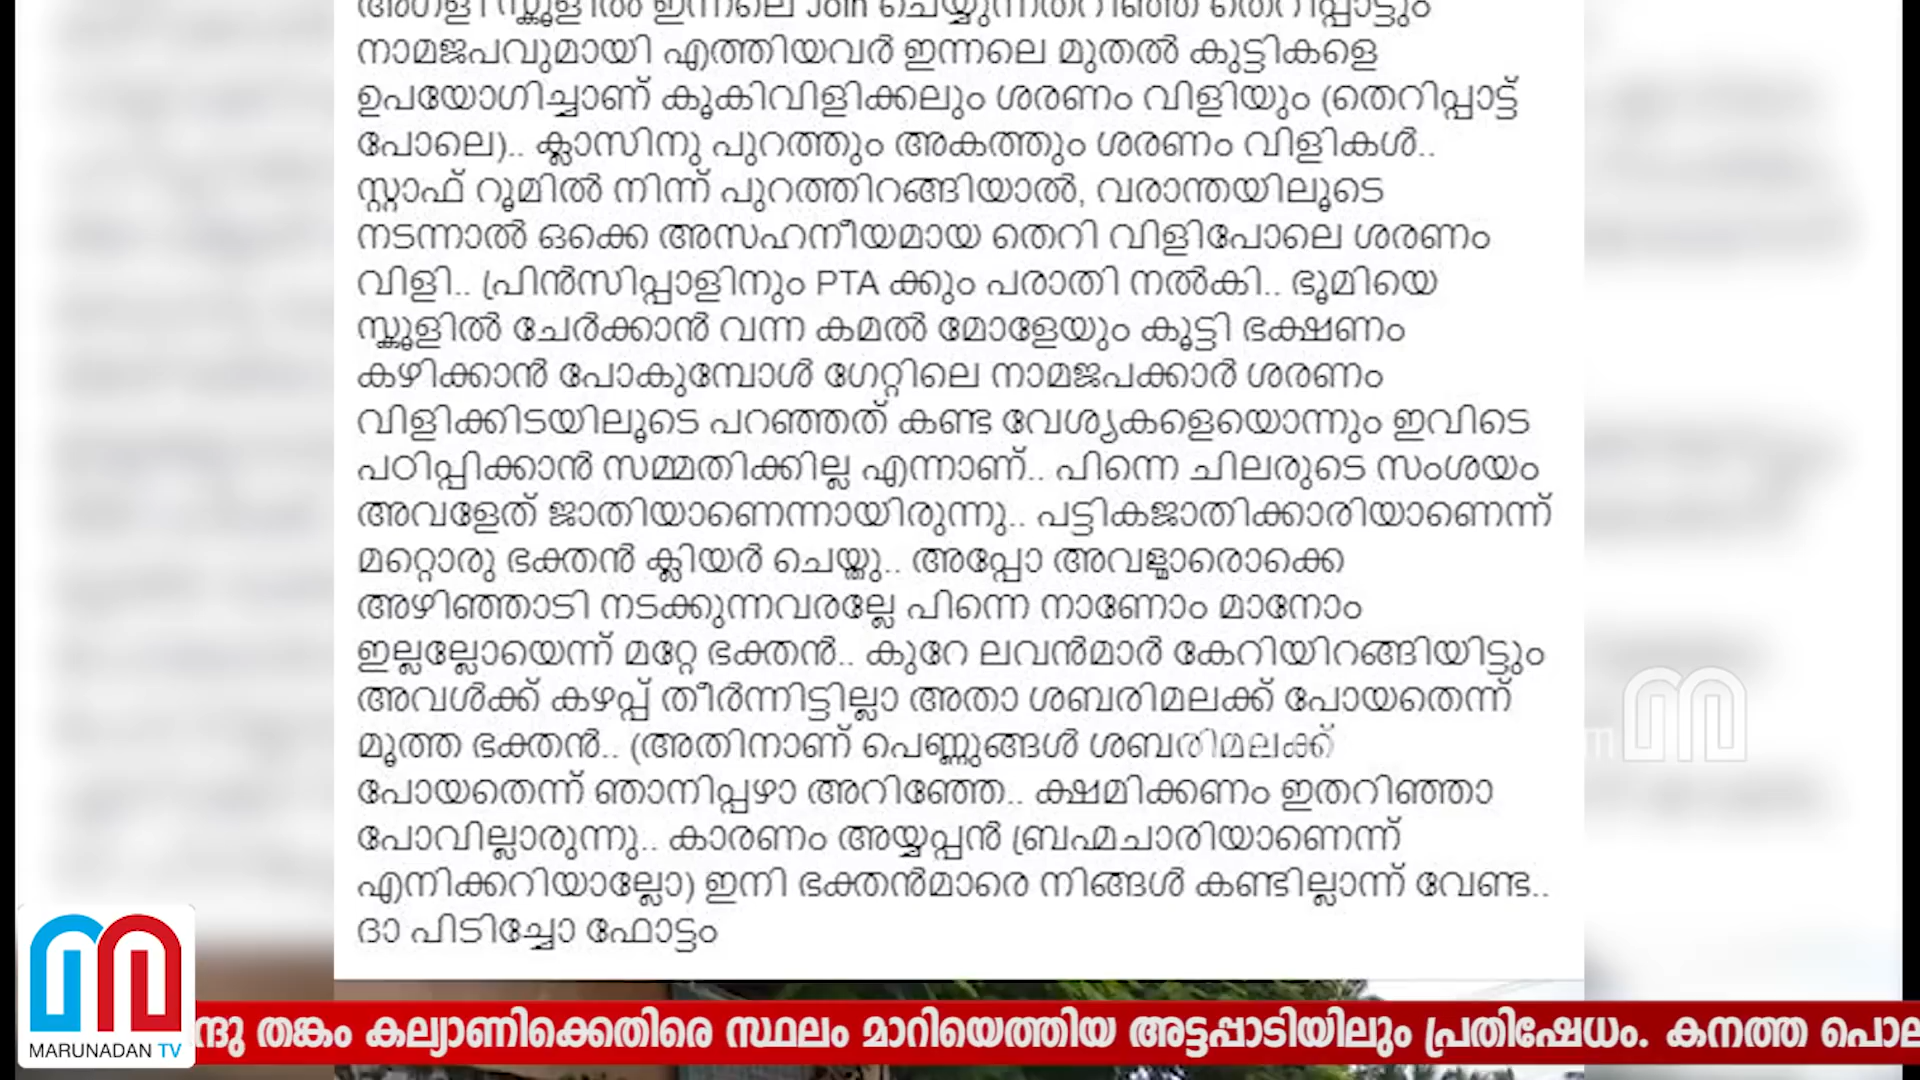 അഗളി സ്കൂളിൽ ഇന്നലെ Join ചെയ്യുന്നതറിഞ്ഞ് തെറിപ്പാട്ടും
നാമജപവുമായി എത്തിയവർ ഇന്നലെ മുതൽ കുട്ടികളെ
ഉപയോഗിച്ചാണ് കൂകിവിളിക്കലും ശരണം വിളിയും (തെറിപ്പാട്ട്
പോലെ).. ക്ലാസിനു പുറത്തും അകത്തും ശരണം വിളികൾ..
സ്റ്റാഫ് റൂമിൽ നിന്ന് പുറത്തിറങ്ങിയാൽ, വരാന്തയിലൂടെ
നടന്നാൽ ഒക്കെ അസഹനീയമായ തെറി വിളിപോലെ ശരണം
വിളി.. പ്രിൻസിപ്പാളിനും PTA ക്കും പരാതി നൽകി.. ഭൂമിയെ
സ്കൂളിൽ ചേർക്കാൻ വന്ന കമൽ മോളേയും കൂട്ടി ഭക്ഷണം
കഴിക്കാൻ പോകുമ്പോൾ ഗേറ്റിലെ നാമജപക്കാർ ശരണം
വിളിക്കിടയിലൂടെ പറഞ്ഞത് കണ്ട വേശ്യകളെയൊന്നും ഇവിടെ
പഠിപ്പിക്കാൻ സമ്മതിക്കില്ല എന്നാണ്.. പിന്നെ ചിലരുടെ സംശയം
അവളേത് ജാതിയാണെന്നായിരുന്നു.. പട്ടികജാതിക്കാരിയാണെന്ന്
മറ്റൊരു ഭക്തൻ ക്ലിയർ ചെയ്തു.. അപ്പോ അവള്മാരൊക്കെ
അഴിഞ്ഞാടി നടക്കുന്നവരല്ലേ പിന്നെ നാണോം മാനോം
ഇല്ലല്ലോയെന്ന് മറ്റേ ഭക്തൻ.. കുറേ ലവൻമാർ കേറിയിറങ്ങിയിട്ടും
അവൾക്ക് കഴപ്പ് തീർന്നിട്ടില്ലാ അതാ ശബരിമലക്ക് പോയതെന്ന്
മൂത്ത ഭക്തൻ.. (അതിനാണ് പെണ്ണുങ്ങൾ ശബരിമലക്ക്
പോയതെന്ന് ഞാനിപ്പഴാ അറിഞ്ഞേ.. ക്ഷമിക്കണം ഇതറിഞ്ഞാ
പോവില്ലാരുന്നു.. കാരണം അയ്യപ്പൻ ബ്രഹ്മചാരിയാണെന്ന്
എനിക്കറിയാല്ലോ) ഇനി ഭക്തൻമാരെ നിങ്ങൾ കണ്ടില്ലാന്ന് വേണ്ട..
ദാ പിടിച്ചോ ഫോട്ടം
MARUNADAN TV
ന്ദു തങ്കം കല്യാണിക്കെതിരെ സ്ഥലം മാറിയെത്തിയ അട്ടപ്പാടിയിലും പ്രതിഷേധം. കനത്ത പൊല